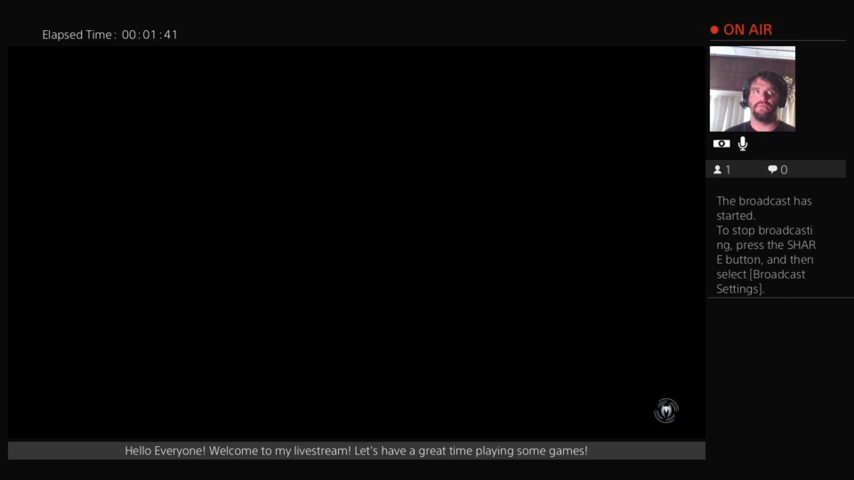 Elapsed Time: 00:01:41
ON AIR
1 0
The broadcast has
started.
To stop broadcasti
ng, press the SHAR
E button, and then
select [Broadcast
Settings].
Hello Everyone! Welcome to my livestream! Let's have a great time playing some games!